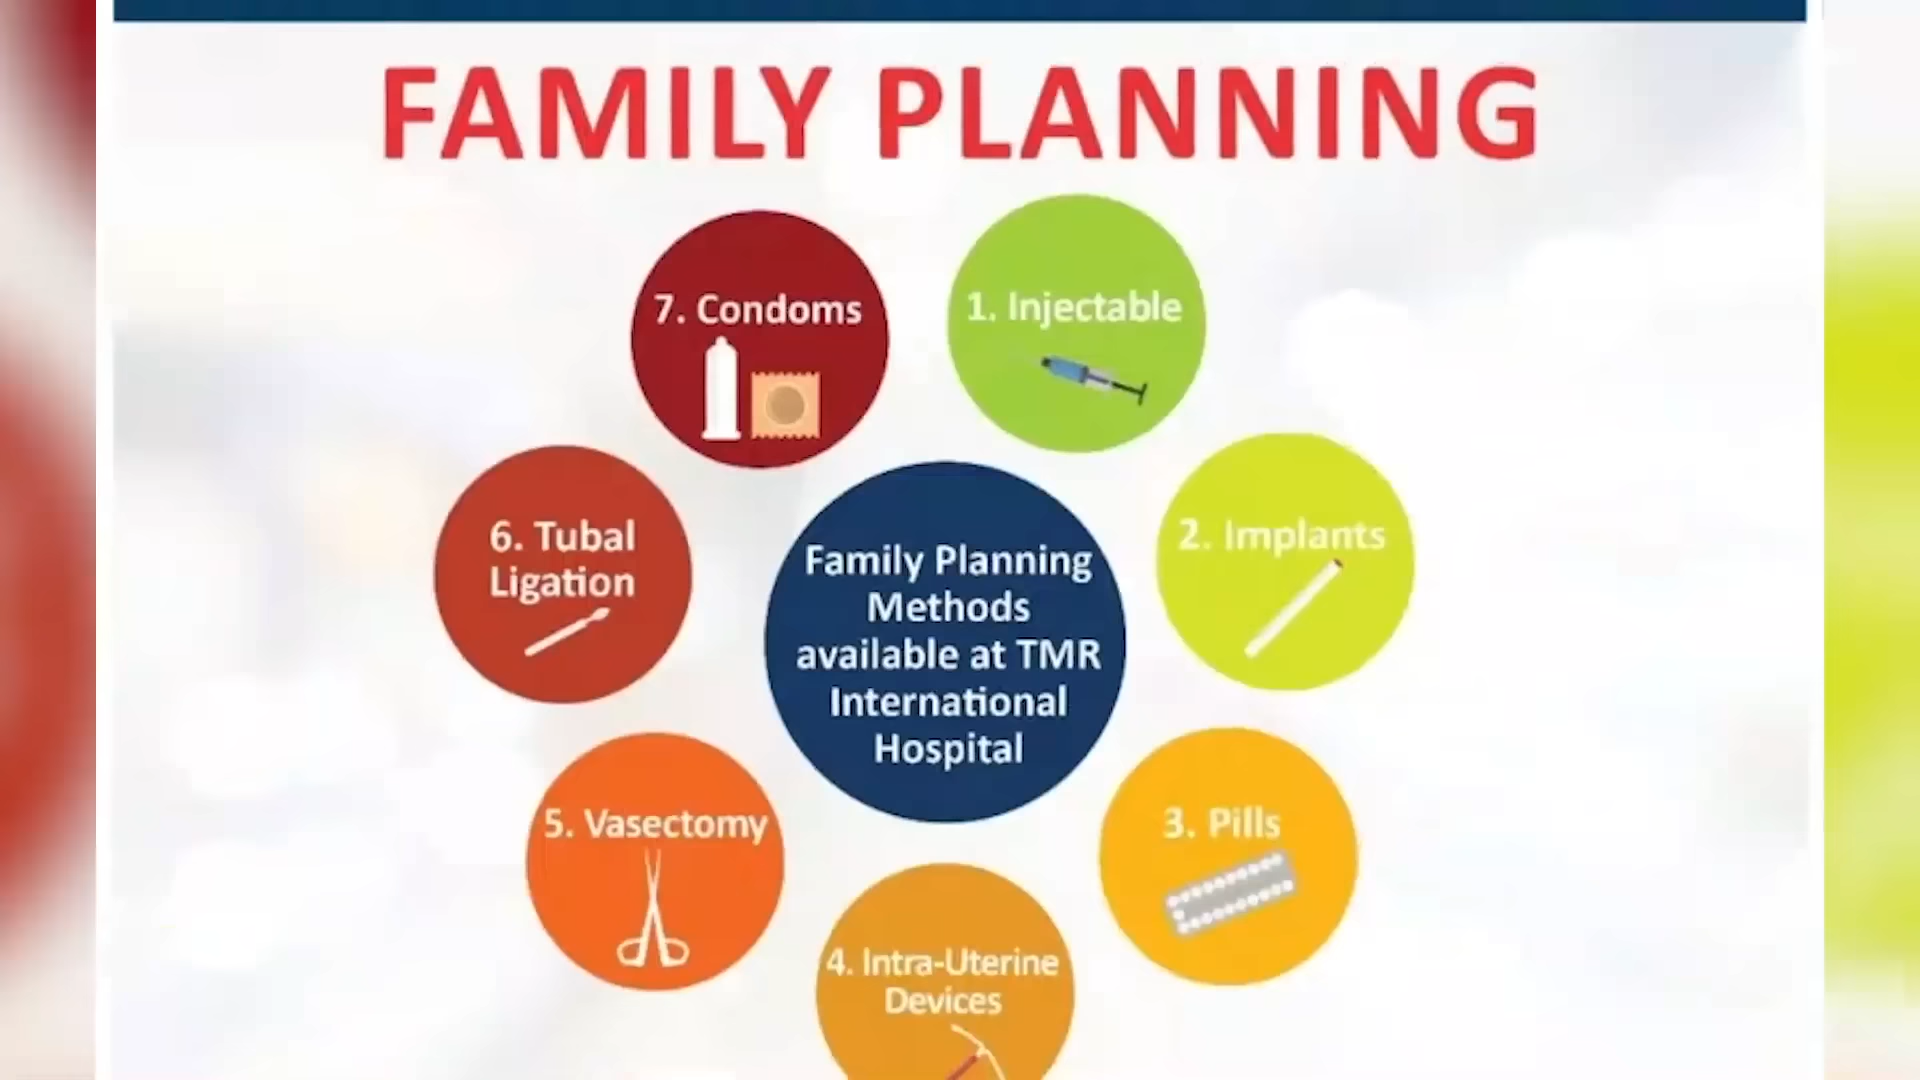 FAMILY PLANNING
7. Condoms
1. Injectable
6. Tubal
Ligation
2. Implants
Family Planning
Methods
available at TMR
International
Hospital
5. Vasectomy
3. Pills
4. Intra-Uterine
Devices